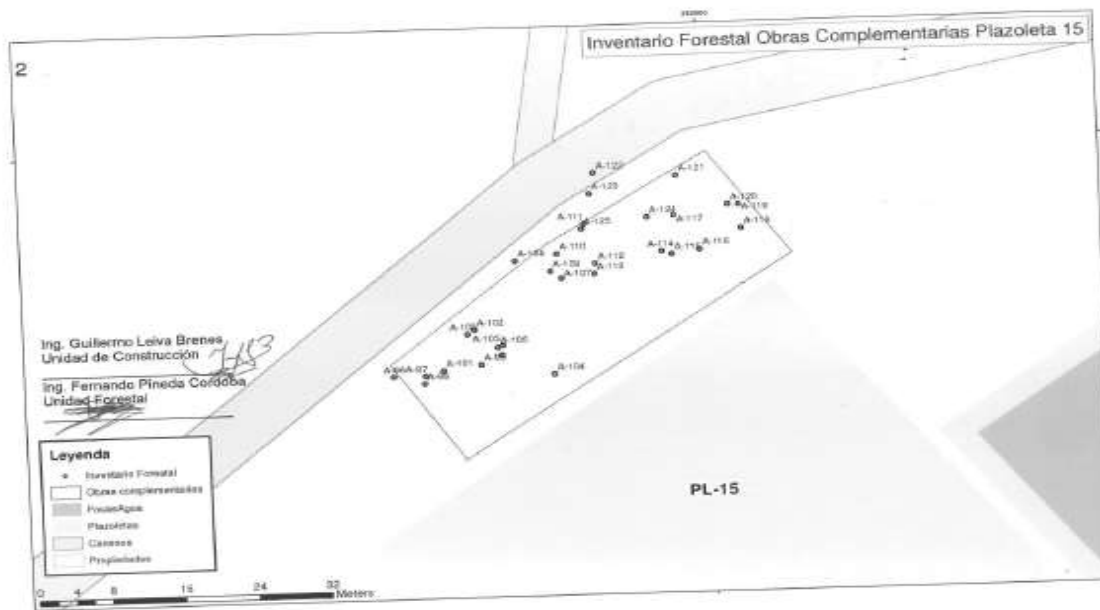 2
Inventario Forestal Obras Complementarias Plazoleta 15
A-122
A-121
A-123
A-120
A-119
A-111
A-125
A-124
A-117
A-110
A-114
A-116
A-112
A-113
A-107
A-102
A-105
A-106
A-101
A-97
A-104
Ing. Guillermo Leiva Brenes
Unidad de Construcción
Ing. Fernando Pineda Cordoba
Unidad Forestal
Leyenda
Inventario Forestal
Obras complementarias
Plazoletas
Caminos
Propiedades
PL-15
0 4 8 16 24 32
Meters